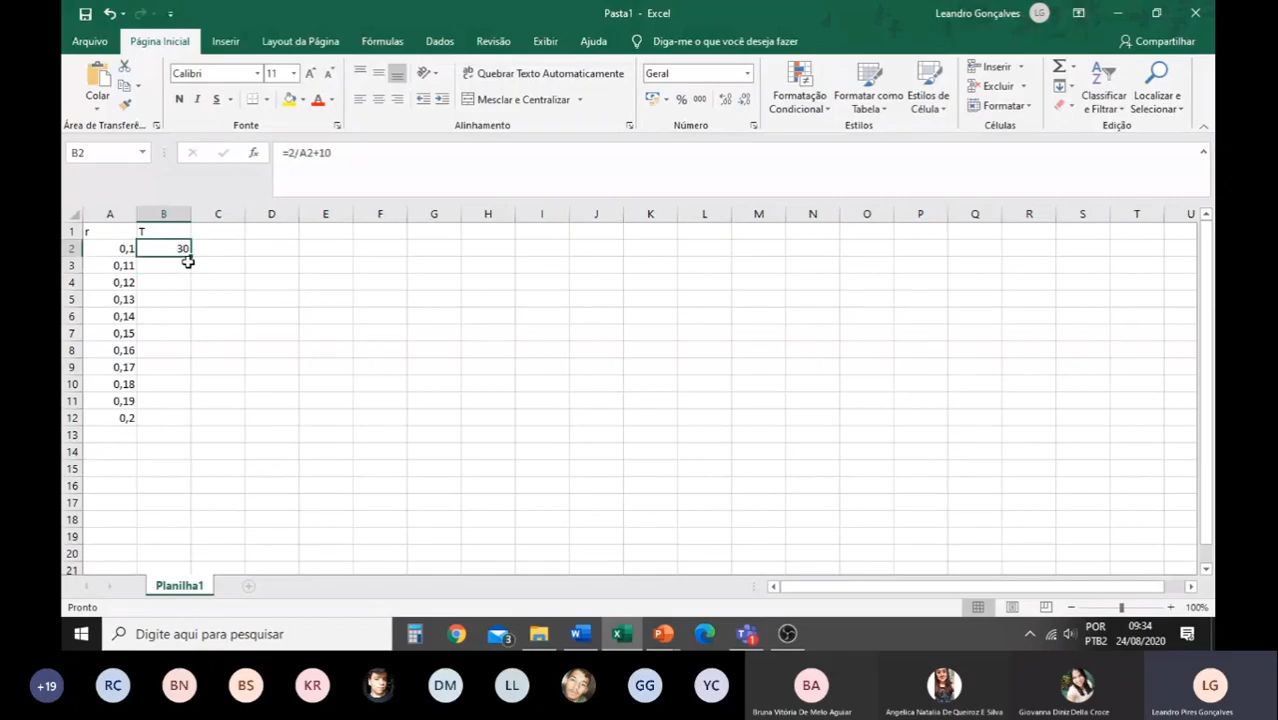 Pasta1 - Excel
Leandro Gonçalves LG
Arquivo Página Inicial Inserir Layout da Página Fórmulas Dados Revisão Exibir Ajuda Diga-me o que você deseja fazer Compartilhar
Colar
Calibri 11
N I S
Quebrar Texto Automaticamente
Mesclar e Centralizar
Geral
% 000
Formatação Condicional
Formatar como Tabela
Estilos de Célula
Inserir
Excluir
Formatar
Classificar e Filtrar
Localizar e Selecionar
Área de Transferê... Fonte Alinhamento Número Estilos Células Edição
B2 fx =2/A2+10
A B C D E F G H I J K L M N O P Q R S T U
1 r T
2 0,1 30
3 0,11
4 0,12
5 0,13
6 0,14
7 0,15
8 0,16
9 0,17
10 0,18
11 0,19
12 0,2
13
14
15
16
17
18
19
20
21
Planilha1
Pronto 100%
Digite aqui para pesquisar
3
1
POR 09:34
PTB2 24/08/2020
+19 RC BN BS KR DM LL GG YC BA LG
Bruna Vitória De Melo Aguiar
Angelica Natalia De Queiroz E Silva
Giovanna Diniz Della Croce
Leandro Pires Gonçalves